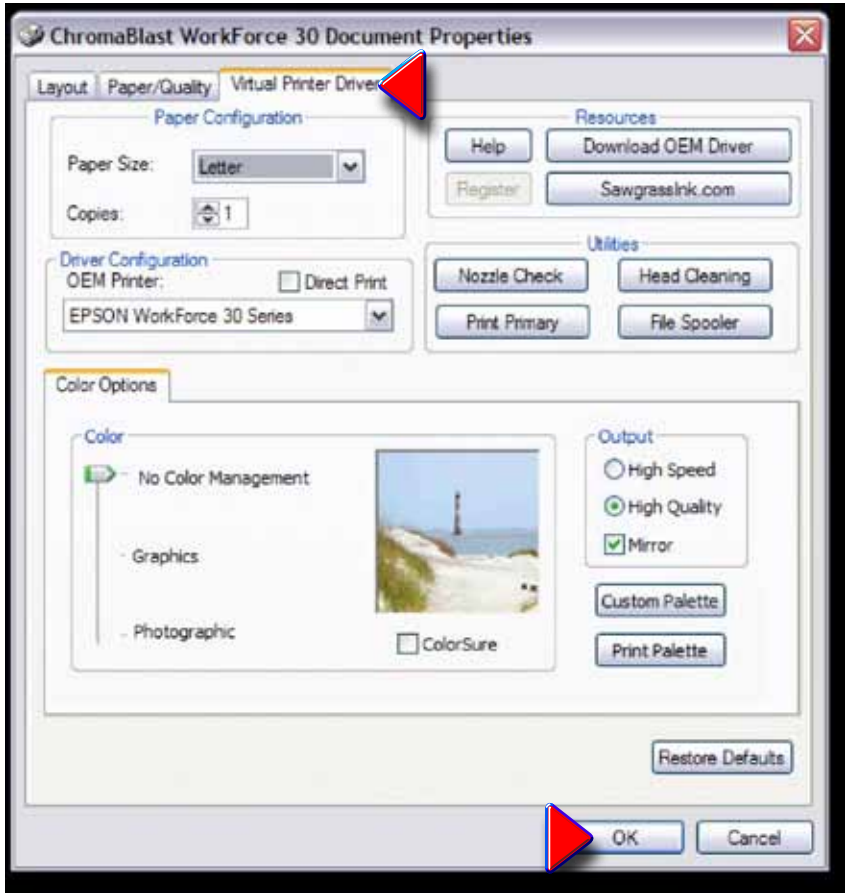 ChromaBlast WorkForce 30 Document Properties
Layout Paper/Quality Virtual Printer Driver
Paper Configuration
Paper Size: Letter
Copies: 1
Resources
Help Download OEM Driver
Register SawgrassInk.com
Driver Configuration
OEM Printer: Direct Print
EPSON WorkForce 30 Series
Utilities
Nozzle Check Head Cleaning
Print Primary File Spooler
Color Options
Color
No Color Management
Graphics
Photographic
ColorSure
Output
High Speed
High Quality
Mirror
Custom Palette
Print Palette
Restore Defaults
OK Cancel